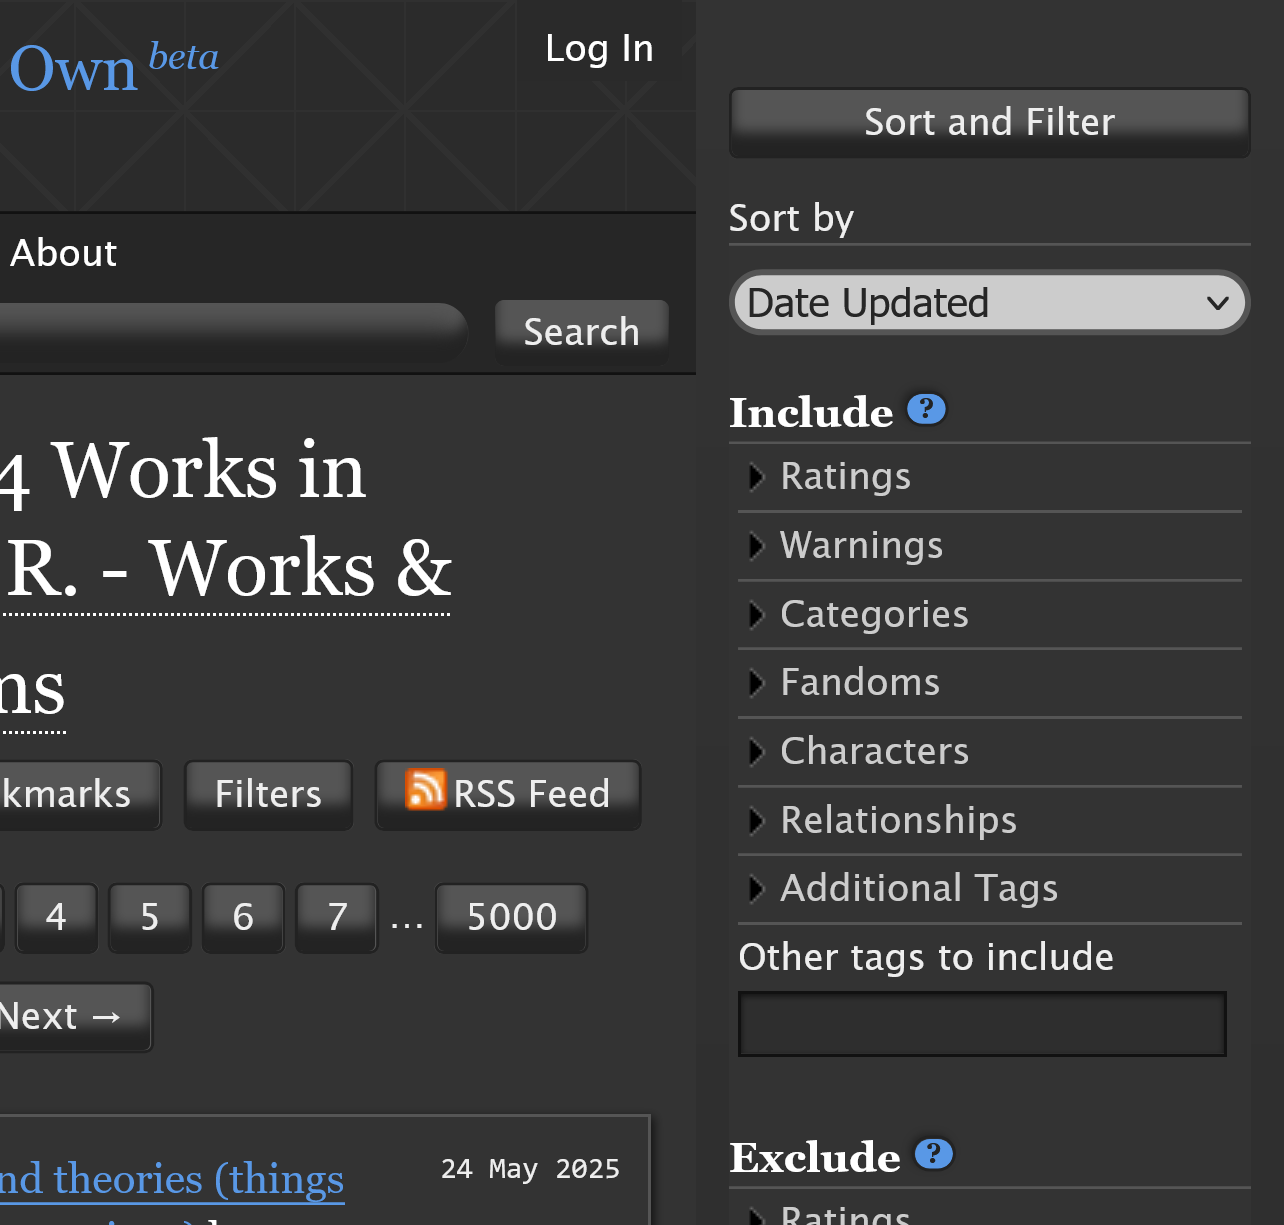 Own beta
Log In
About
Search
4 Works in
R. - Works &
ms
kmarks
Filters
RSS Feed
4
5
6
7
...
5000
Next →
nd theories (things
24 May 2025
Sort and Filter
Sort by
Date Updated
Include ?
Ratings
Warnings
Categories
Fandoms
Characters
Relationships
Additional Tags
Other tags to include
Exclude ?
Ratings